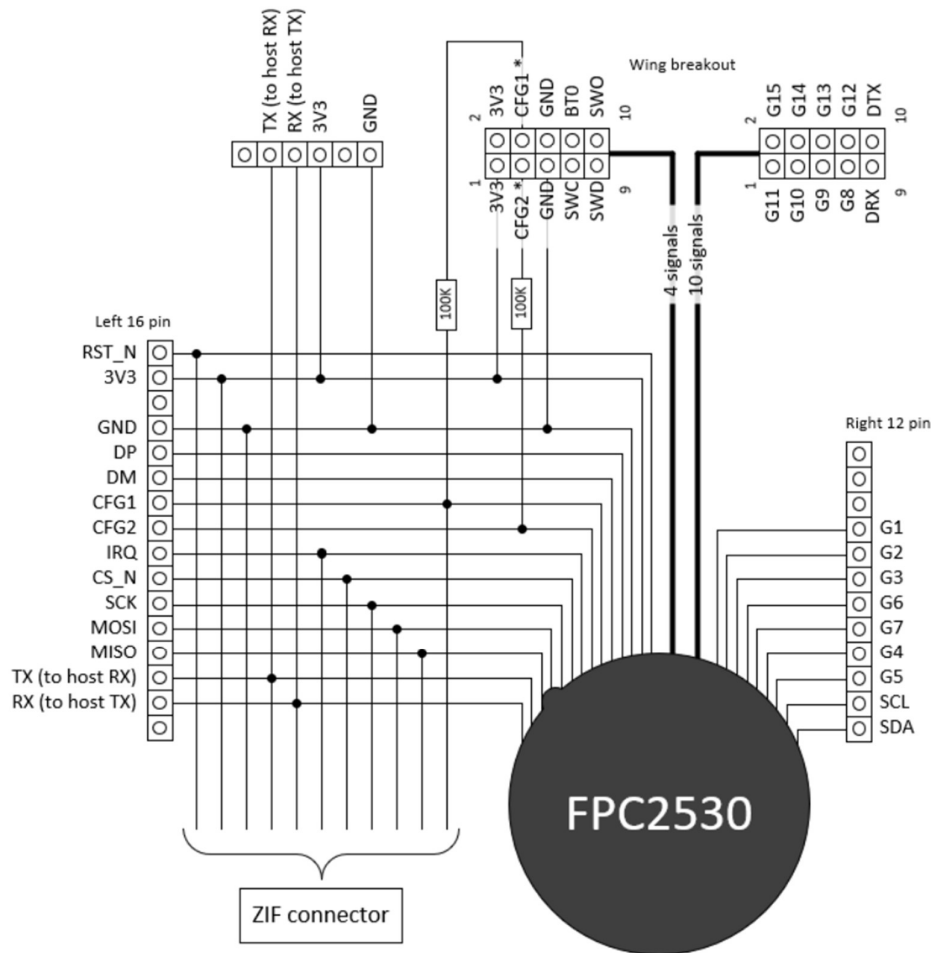 TX (to host RX)
RX (to host TX)
3V3
GND
Wing breakout
2
3V3
CFG1 *
GND
BT0
SWO
10
1
3V3
CFG2 *
GND
SWC
SWD
9
2
G15
G14
G13
G12
DTX
10
1
G11
G10
G9
G8
DRX
9
4 signals
10 signals
100K
100K
Left 16 pin
RST_N
3V3
GND
DP
DM
CFG1
CFG2
IRQ
CS_N
SCK
MOSI
MISO
TX (to host RX)
RX (to host TX)
Right 12 pin
G1
G2
G3
G6
G7
G4
G5
SCL
SDA
FPC2530
ZIF connector